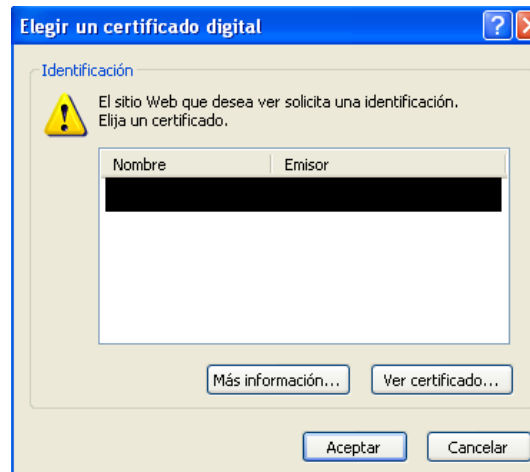 Elegir un certificado digital
Identificación
El sitio Web que desea ver solicita una identificación.
Elija un certificado.
Nombre Emisor
Más información... Ver certificado...
Aceptar Cancelar